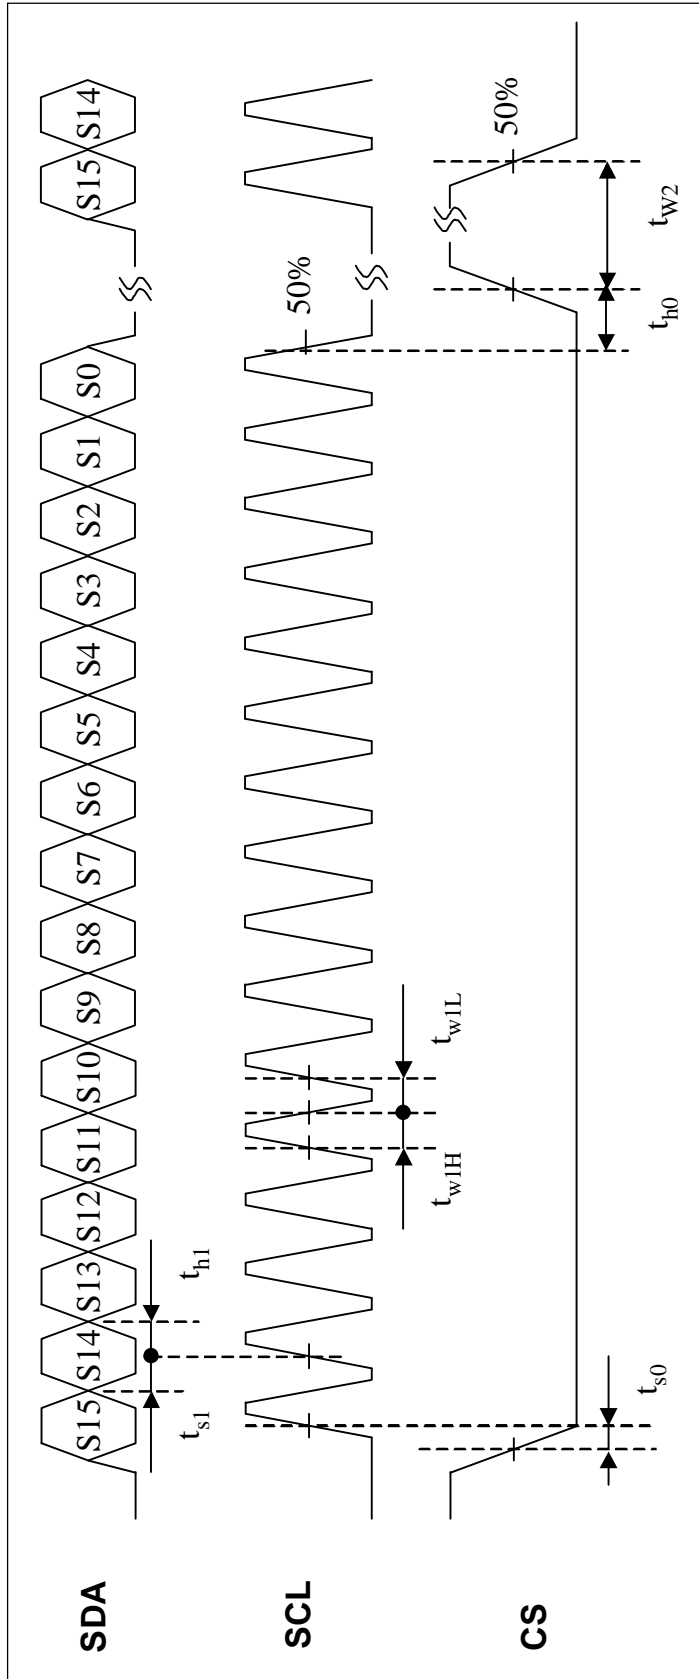 SDA
S15 S14 S13 S12 S11 S10 S9 S8 S7 S6 S5 S4 S3 S2 S1 S0 S15 S14
t_s1 t_h1
SCL
50%
t_w1H t_w1L
CS
50%
t_s0 t_h0 t_W2